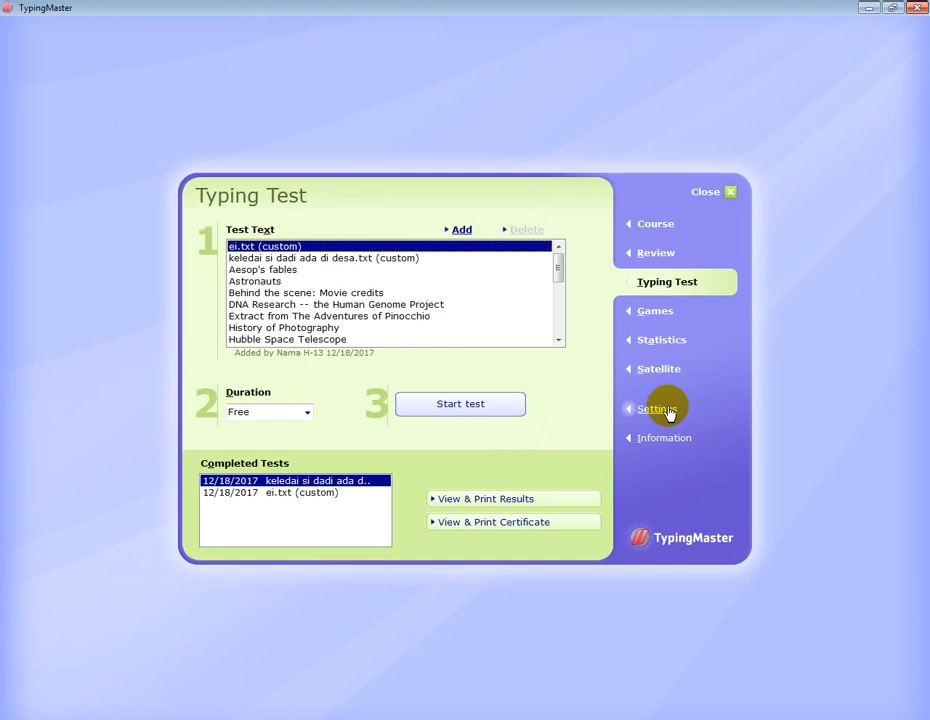 TypingMaster
Typing Test
Close
1
Test Text
Add
Delete
ei.txt (custom)
keledai si dadi ada di desa.txt (custom)
Aesop's fables
Astronauts
Behind the scene: Movie credits
DNA Research -- the Human Genome Project
Extract from The Adventures of Pinocchio
History of Photography
Hubble Space Telescope
Added by Nama H-13 12/18/2017
2
Duration
Free
3
Start test
Completed Tests
12/18/2017 keledai si dadi ada d..
12/18/2017 ei.txt (custom)
View & Print Results
View & Print Certificate
Course
Review
Typing Test
Games
Statistics
Satellite
Settings
Information
TypingMaster